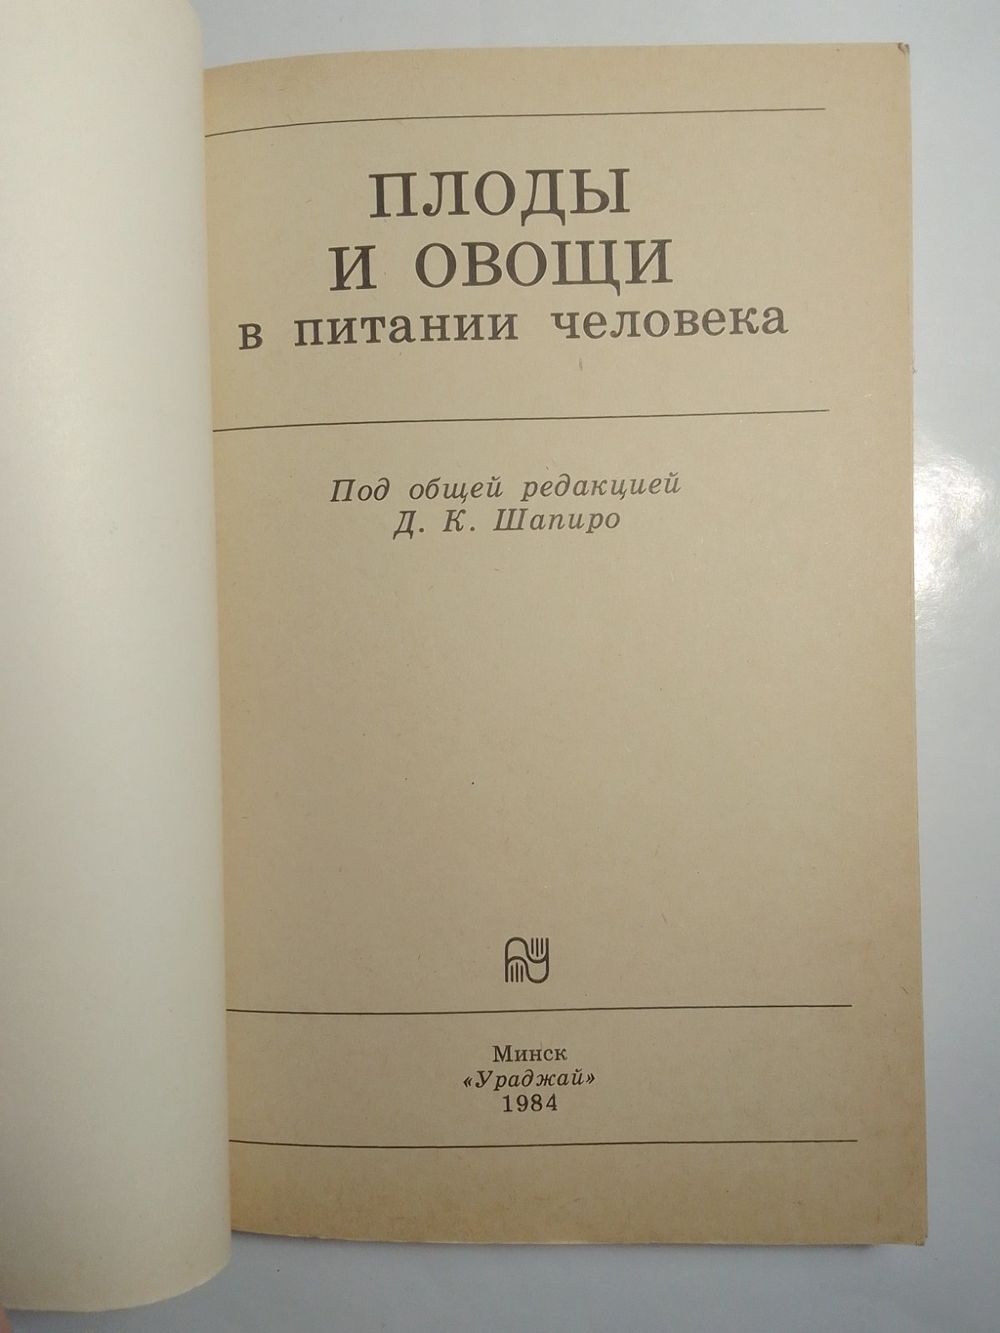 ПЛОДЫ
И ОВОЩИ
в питании человека
Под общей редакцией
Д. К. Шапиро
Минск
«Ураджай»
1984